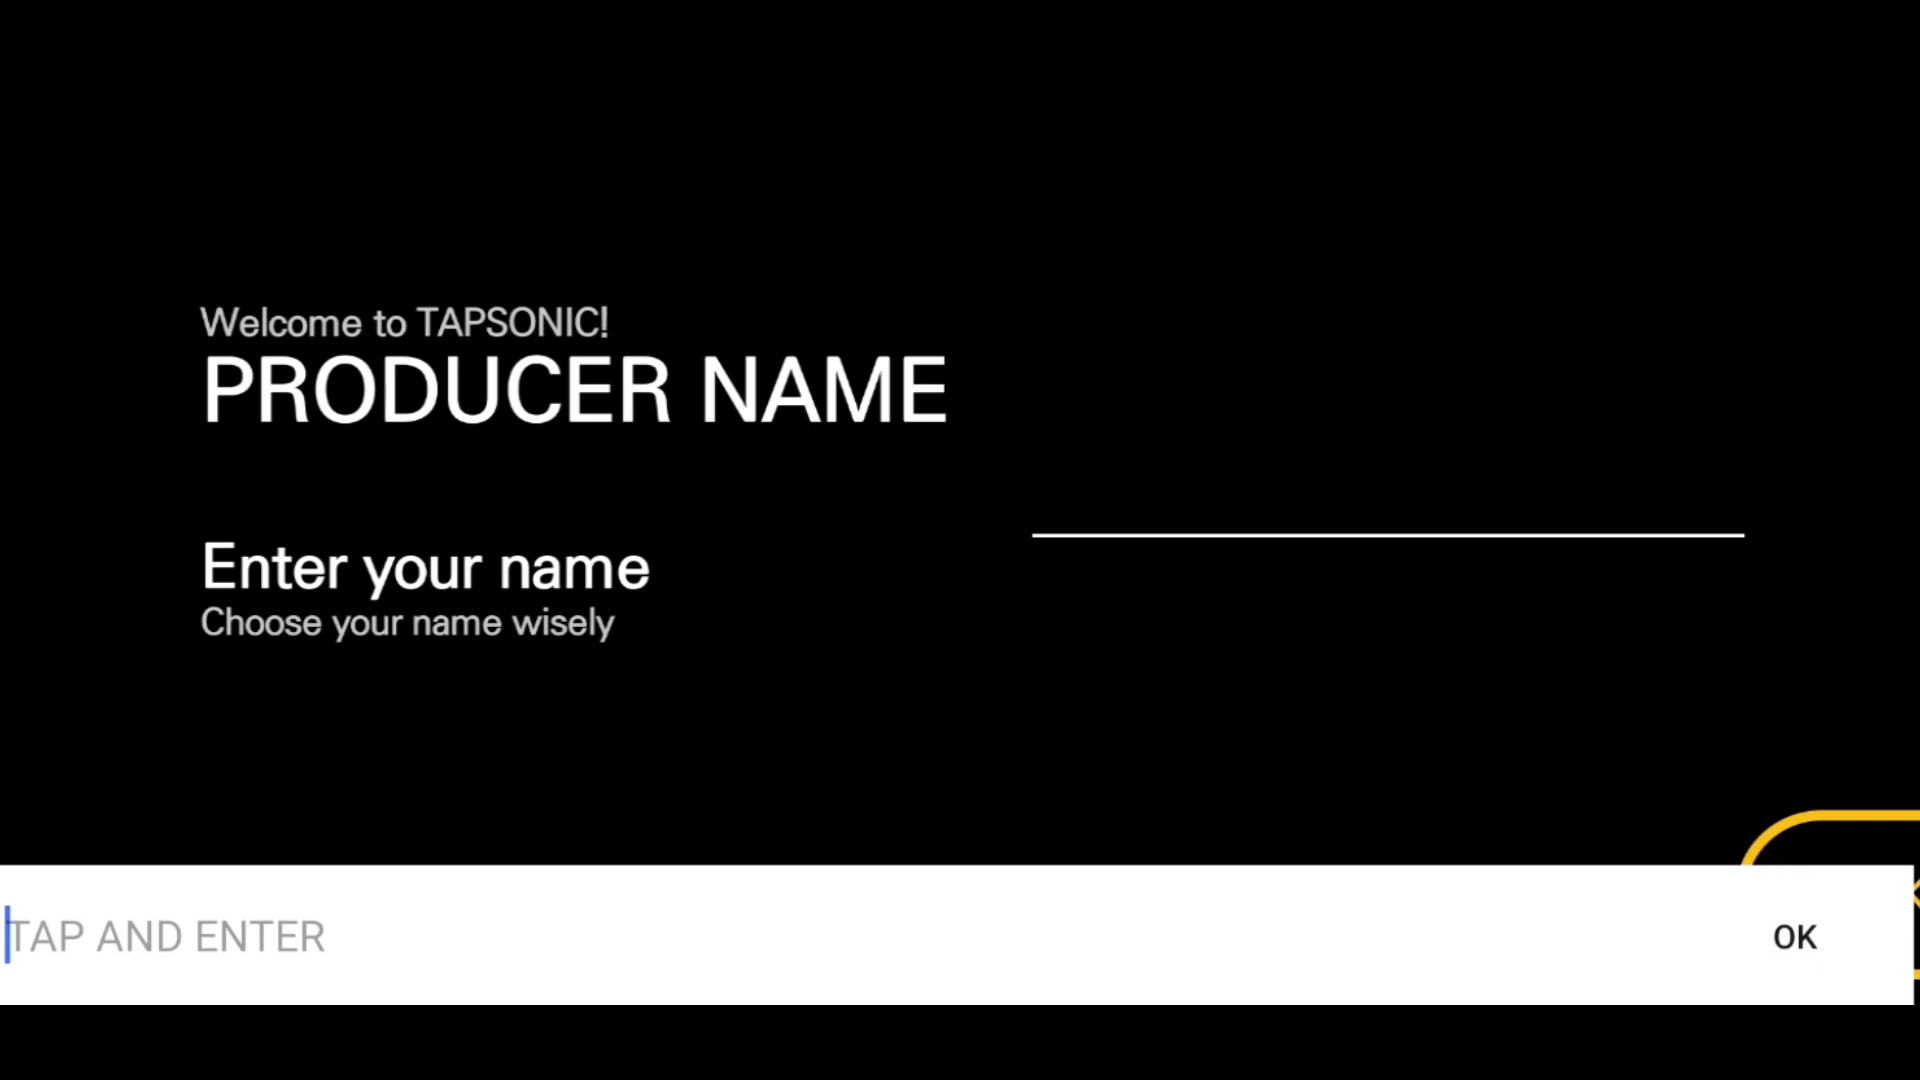 Welcome to TAPSONIC!
PRODUCER NAME
Enter your name
Choose your name wisely
TAP AND ENTER
OK